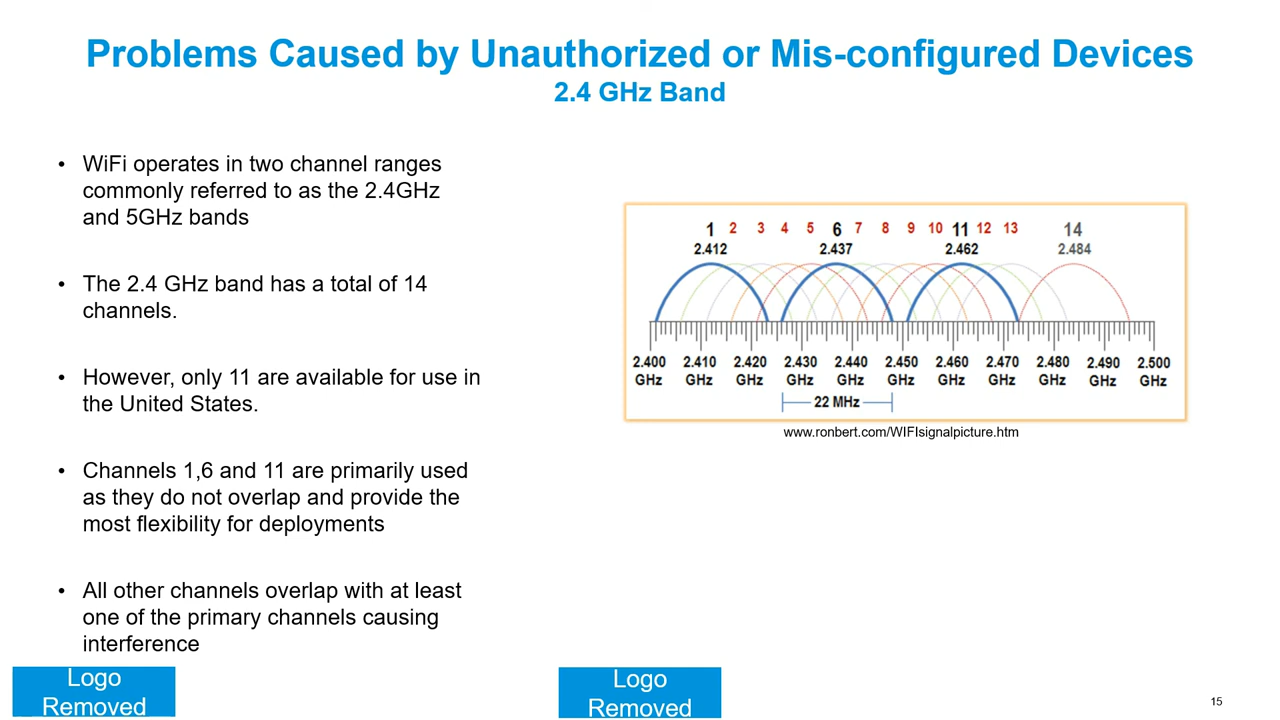 Problems Caused by Unauthorized or Mis-configured Devices
2.4 GHz Band
• WiFi operates in two channel ranges
commonly referred to as the 2.4GHz
and 5GHz bands
• The 2.4 GHz band has a total of 14
channels.
• However, only 11 are available for use in
the United States.
• Channels 1,6 and 11 are primarily used
as they do not overlap and provide the
most flexibility for deployments
• All other channels overlap with at least
one of the primary channels causing
interference
1 2 3 4 5 6 7 8 9 10 11 12 13 14
2.412 2.437 2.462 2.484
2.400 2.410 2.420 2.430 2.440 2.450 2.460 2.470 2.480 2.490 2.500
GHz GHz GHz GHz GHz GHz GHz GHz GHz GHz GHz
22 MHz
www.ronbert.com/WIFIsignalpicture.htm
Logo
Removed
Logo
Removed
15